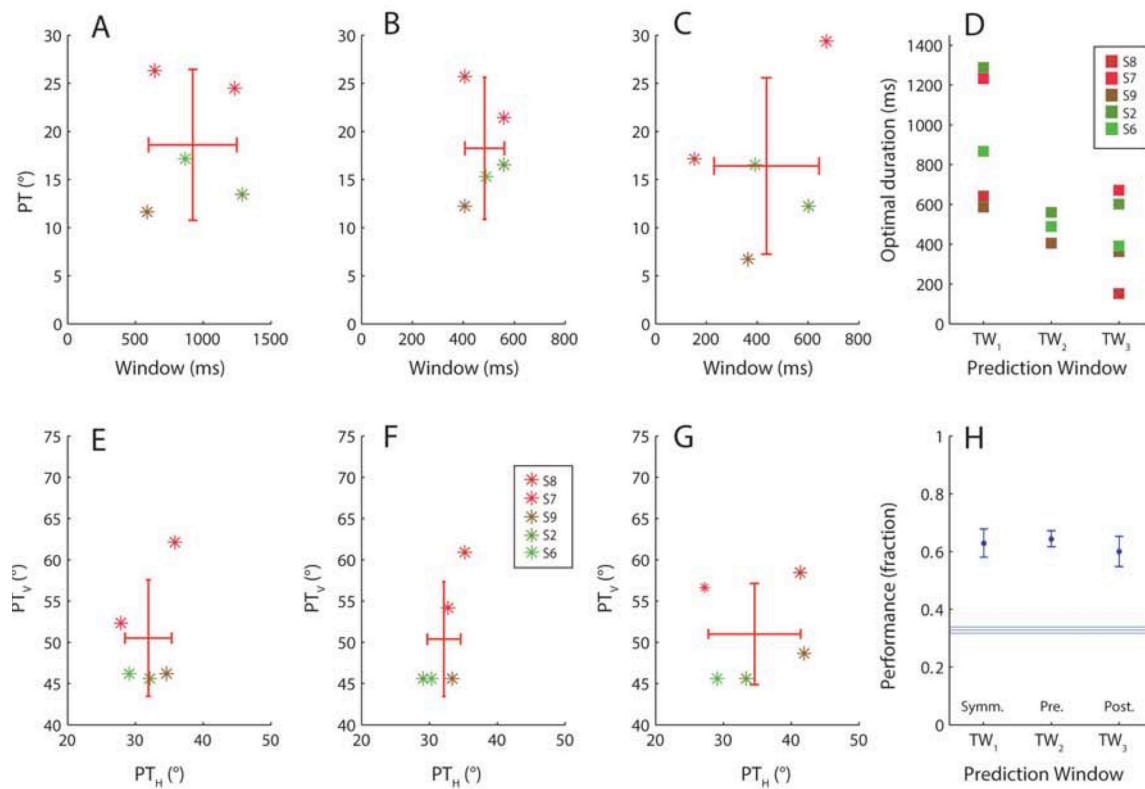 A
B
C
D
30
25
20
15
10
5
0
PT (°)
0
500
1000
1500
Window (ms)
30
25
20
15
10
5
0
0
200
400
600
800
Window (ms)
30
25
20
15
10
5
0
0
200
400
600
800
Window (ms)
1400
1200
1000
800
600
400
200
0
Optimal duration (ms)
S8
S7
S9
S2
S6
TW1
TW2
TW3
Prediction Window
E
F
G
H
75
70
65
60
55
50
45
40
PTV (°)
20
30
40
50
PTH (°)
75
70
65
60
55
50
45
40
PTV (°)
S8
S7
S9
S2
S6
20
30
40
50
PTH (°)
75
70
65
60
55
50
45
40
PTV (°)
20
30
40
50
PTH (°)
1
0.8
0.6
0.4
0.2
0
Performance (fraction)
Symm.
Pre.
Post.
TW1
TW2
TW3
Prediction Window